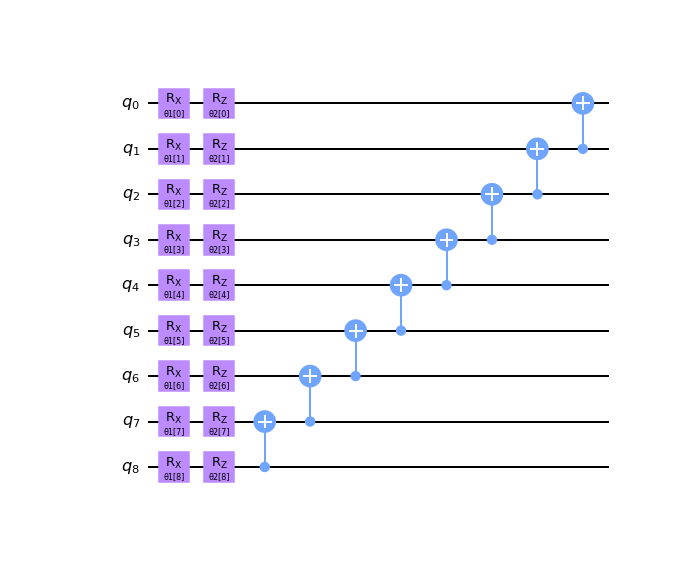 q0 RX θ1[0] RZ θ2[0]
q1 RX θ1[1] RZ θ2[1]
q2 RX θ1[2] RZ θ2[2]
q3 RX θ1[3] RZ θ2[3]
q4 RX θ1[4] RZ θ2[4]
q5 RX θ1[5] RZ θ2[5]
q6 RX θ1[6] RZ θ2[6]
q7 RX θ1[7] RZ θ2[7]
q8 RX θ1[8] RZ θ2[8]